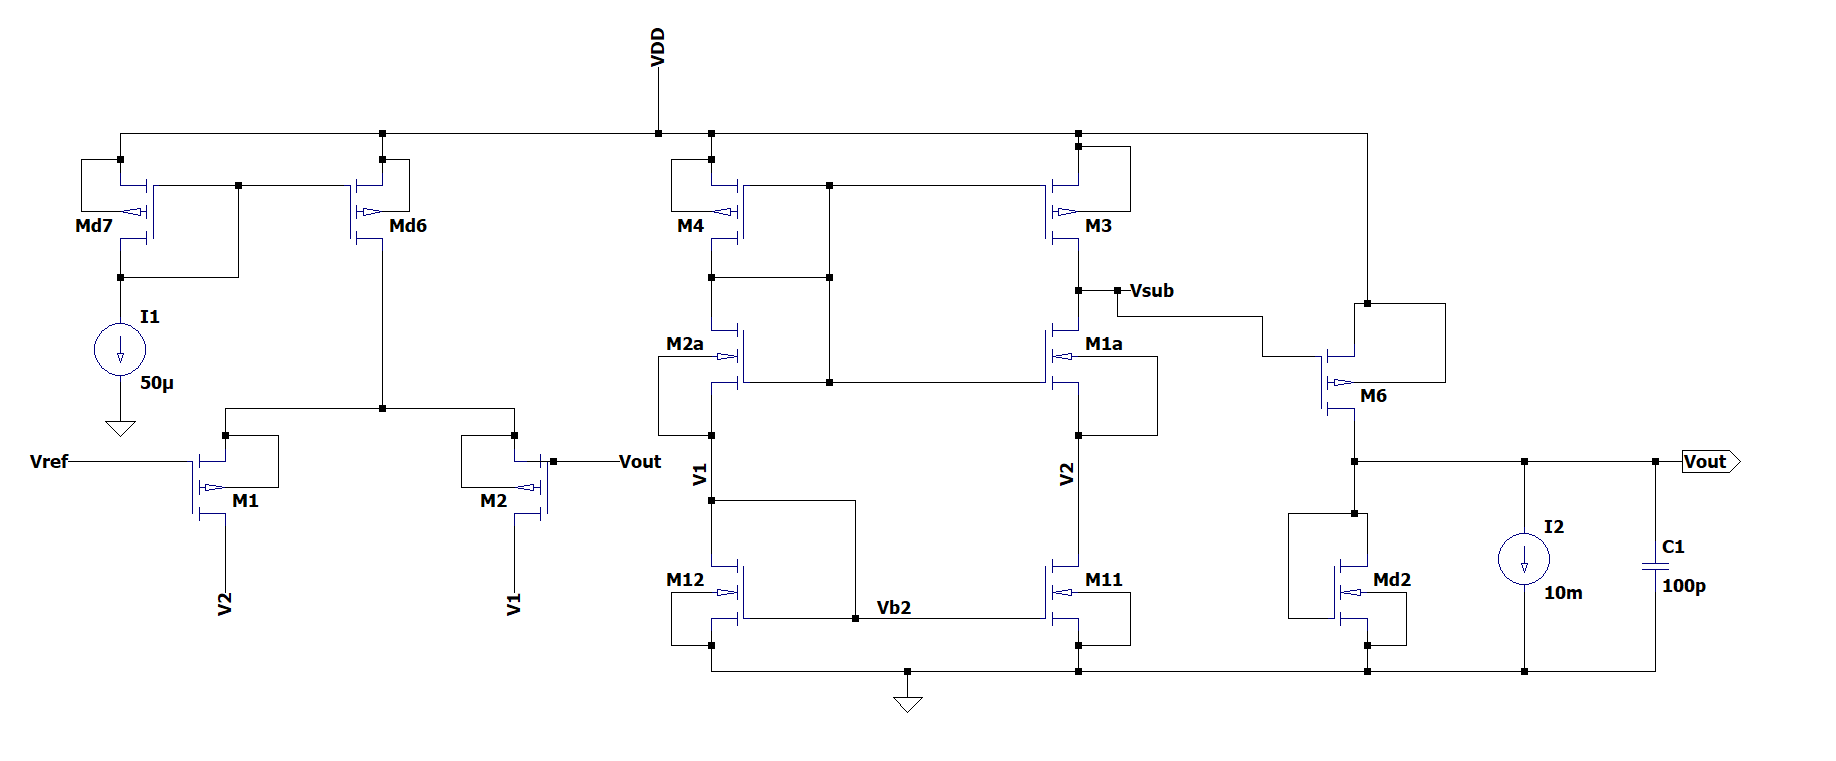 VDD
Md7
Md6
M4
M3
Vsub
I1
M2a
M1a
50µ
M6
Vref
Vout
V1
V2
Vout
M1
M2
I2
C1
M12
M11
Md2
100p
10m
V2
V1
Vb2